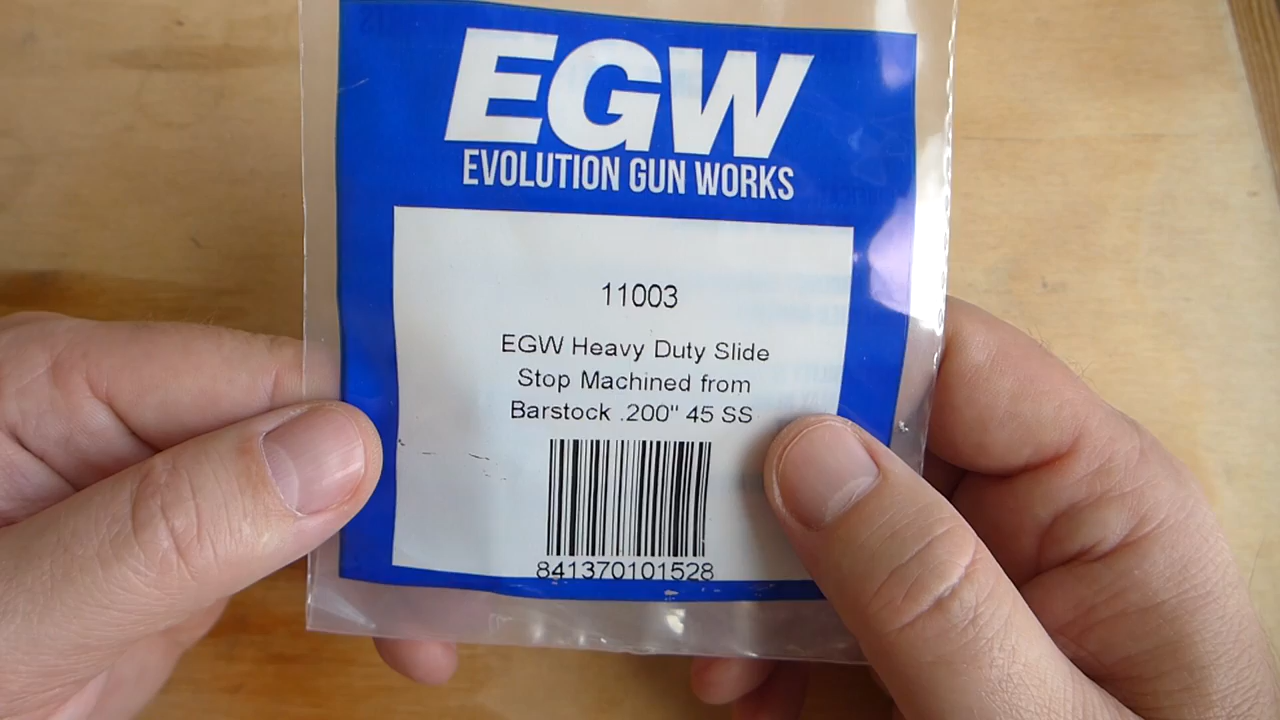 EGW
EVOLUTION GUN WORKS
11003
EGW Heavy Duty Slide
Stop Machined from
Barstock .200" 45 SS
841370101528